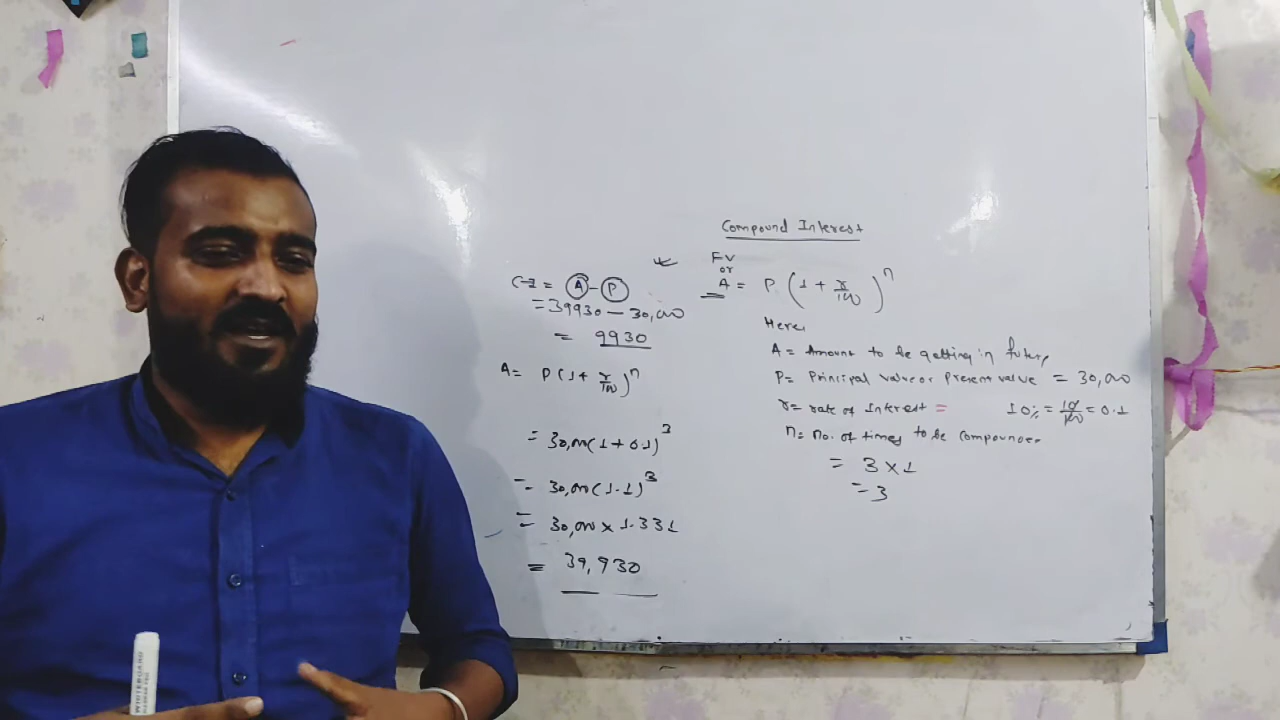 Compound Interest
FV
or
A = P (1 + r/100)^n
Here,
A = Amount to be getting in future
P = Principal value or Present value = 30,000
r = rate of Interest = 10% = 10/100 = 0.1
n = no. of times to be compounded
= 3 × 1
= 3
C-I = A - P
= 39930 - 30,000
= 9930
A = P (1 + r/100)^n
= 30,000 (1 + 0.1)^3
= 30,000 (1.1)^3
= 30,000 × 1.331
= 39,930
WHITEBOARD